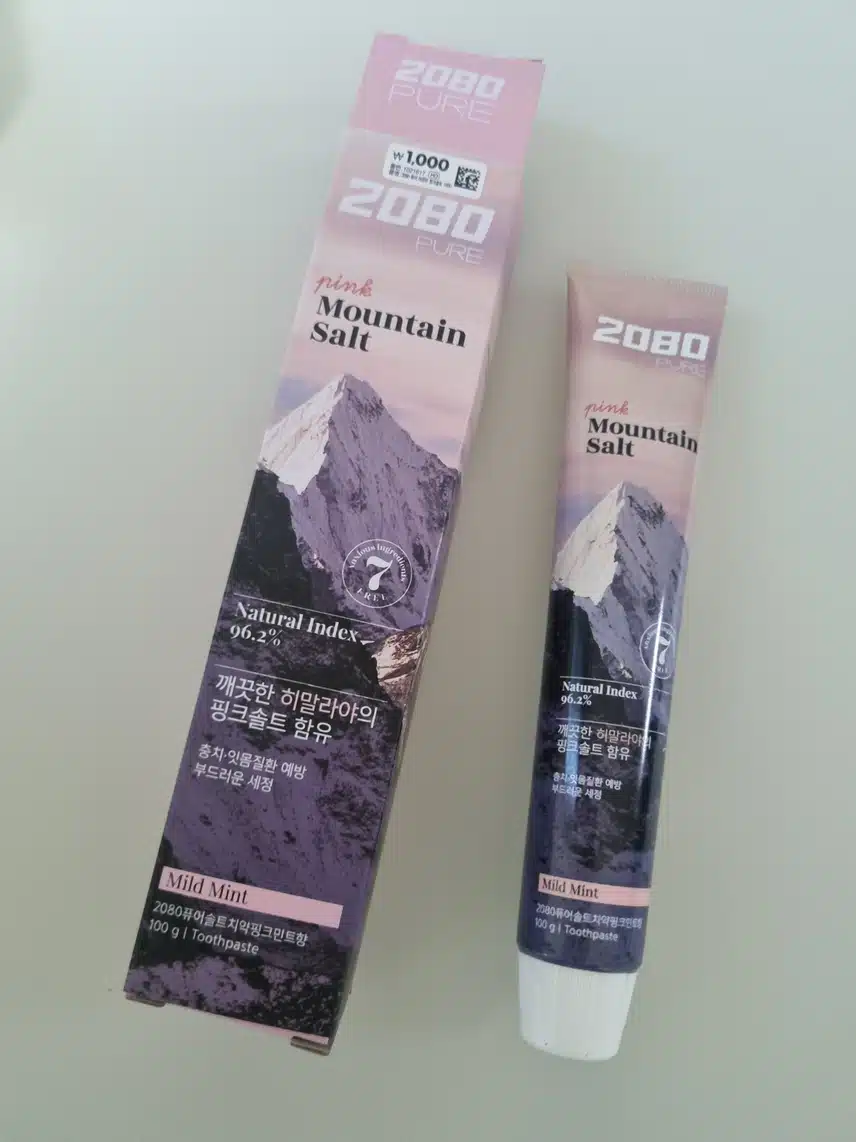 2080
PURE
₩1,000
품번: 1021617
2080
PURE
pink
Mountain
Salt
7
FREE
Natural Index
96.2%
깨끗한 히말라야의
핑크솔트 함유
충치·잇몸질환 예방
부드러운 세정
Mild Mint
2080퓨어솔트치약핑크민트향
100 g | Toothpaste
2080
PURE
pink
Mountain
Salt
7
Natural Index
96.2%
깨끗한 히말라야의
핑크솔트 함유
충치·잇몸질환 예방
부드러운 세정
Mild Mint
2080퓨어솔트치약핑크민트향
100 g | Toothpaste